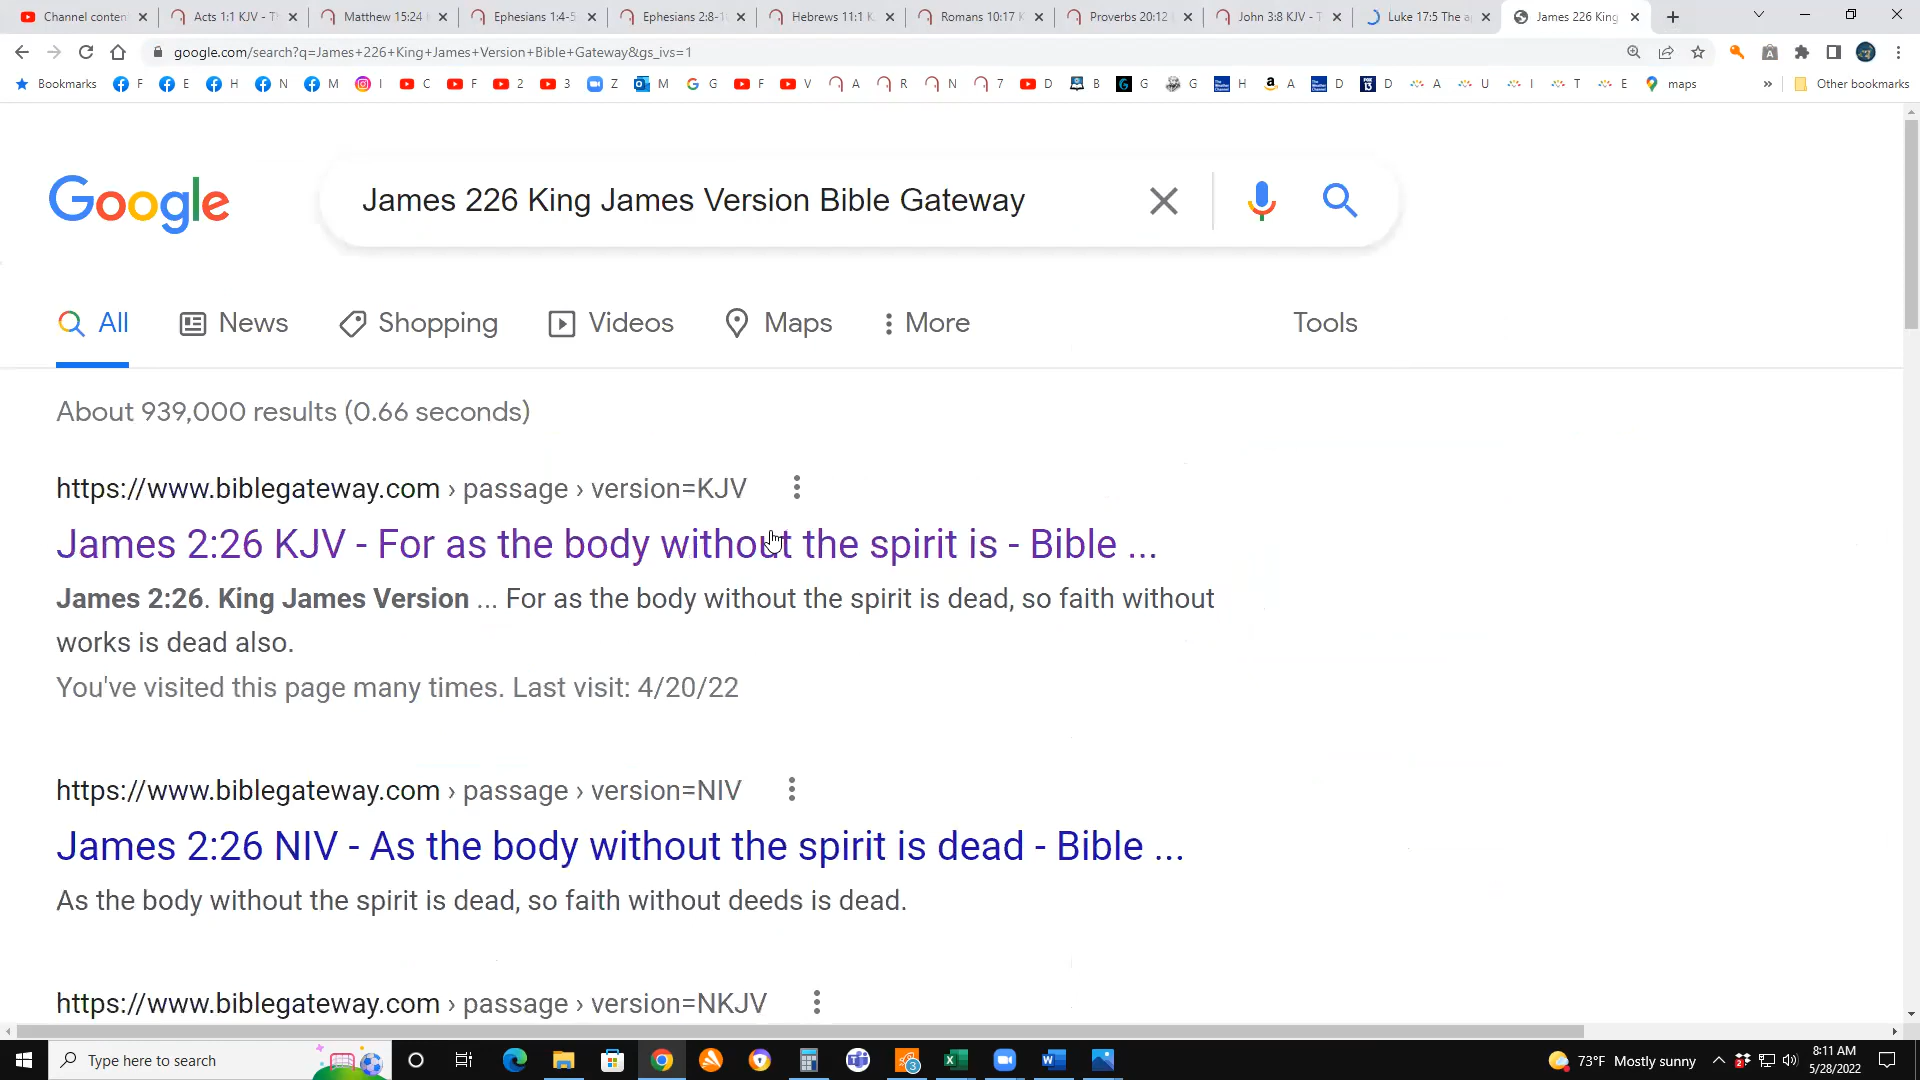 Channel conten
Acts 1:1 KJV - T
Matthew 15:24
Ephesians 1:4-5
Ephesians 2:8-1
Hebrews 11:1 K
Romans 10:17 K
Proverbs 20:12
John 3:8 KJV - T
Luke 17:5 The a
James 226 King
google.com/search?q=James+226+King+James+Version+Bible+Gateway&gs_ivs=1
Bookmarks F E H N M I C F 2 3 Z M G F V A R N 7 D B G G H A D D A U I T E maps » Other bookmarks
Google
James 226 King James Version Bible Gateway
All News Shopping Videos Maps More Tools
About 939,000 results (0.66 seconds)
https://www.biblegateway.com › passage › version=KJV
James 2:26 KJV - For as the body without the spirit is - Bible ...
James 2:26. King James Version ... For as the body without the spirit is dead, so faith without
works is dead also.
You've visited this page many times. Last visit: 4/20/22
https://www.biblegateway.com › passage › version=NIV
James 2:26 NIV - As the body without the spirit is dead - Bible ...
As the body without the spirit is dead, so faith without deeds is dead.
https://www.biblegateway.com › passage › version=NKJV
Type here to search
3
73°F Mostly sunny
8:11 AM
5/28/2022